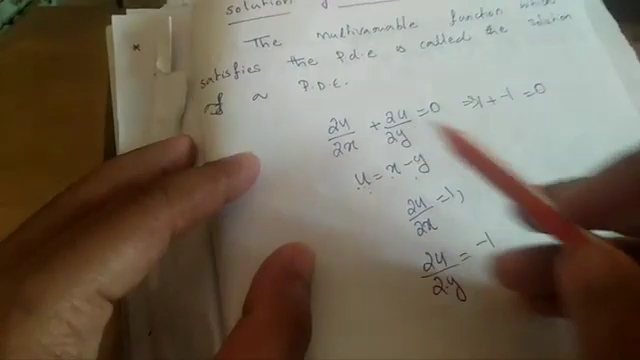 solution
The multivariable function which
satisfies the P.d.e is called the solution
of a P.D.E.
∂u/∂x + ∂u/∂y = 0 ⇒ 1 + -1 = 0
u = x - y
∂u/∂x = 1,
∂u/∂y = -1